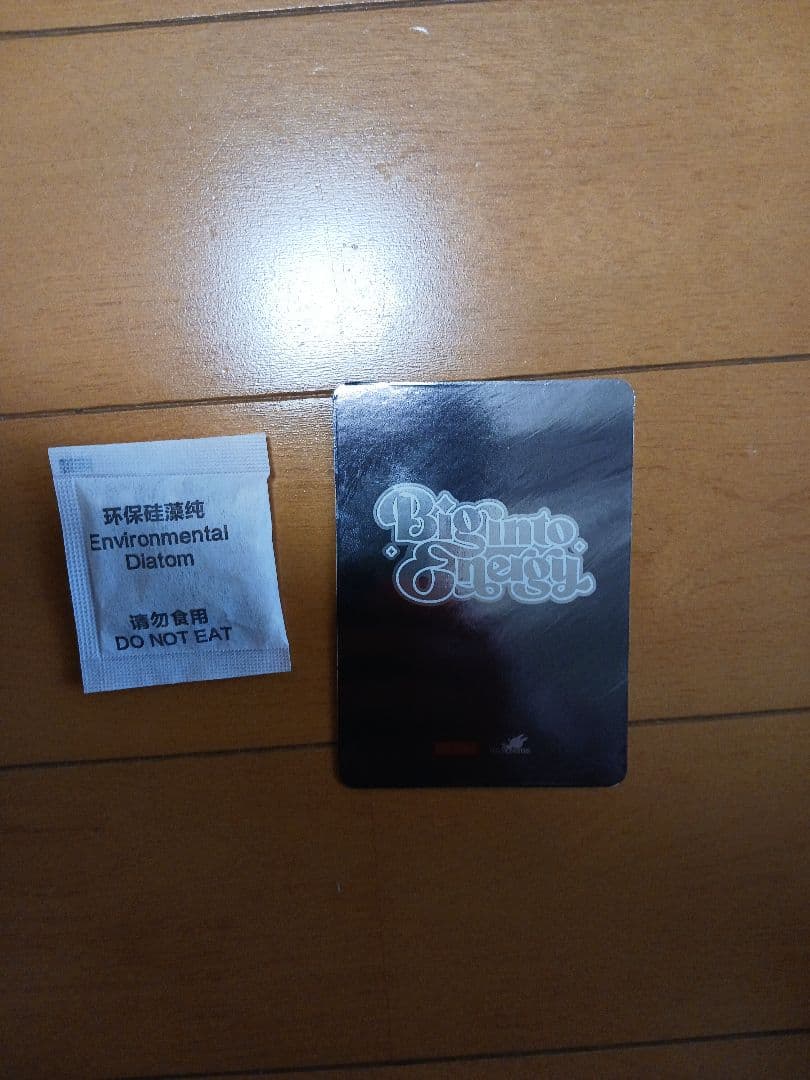 环保硅藻纯
Environmental
Diatom
请勿食用
DO NOT EAT
Big into
Energy